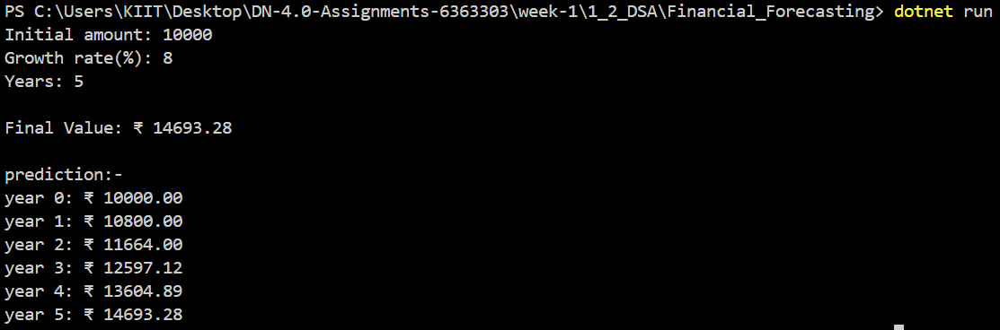 PS C:\Users\KIIT\Desktop\DN-4.0-Assignments-6363303\week-1\1_2_DSA\Financial_Forecasting> dotnet run
Initial amount: 10000
Growth rate(%): 8
Years: 5
Final Value: ₹ 14693.28
prediction:-
year 0: ₹ 10000.00
year 1: ₹ 10800.00
year 2: ₹ 11664.00
year 3: ₹ 12597.12
year 4: ₹ 13604.89
year 5: ₹ 14693.28